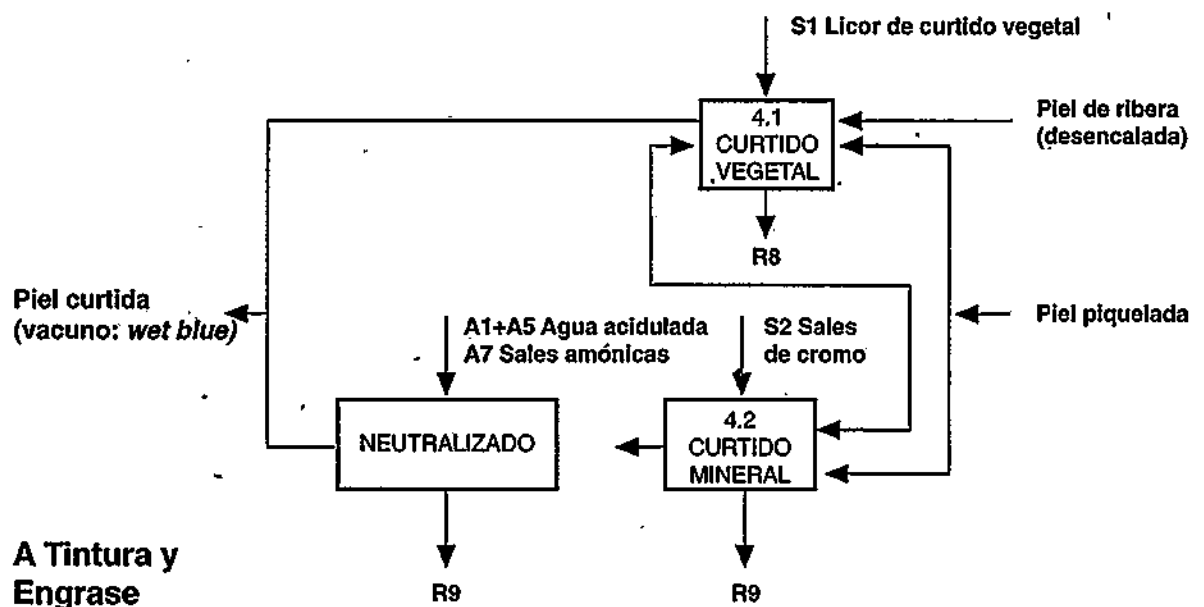 S1 Licor de curtido vegetal
4.1
CURTIDO
VEGETAL
Piel de ribera
(desencalada)
R8
Piel curtida
(vacuno: wet blue)
A1+A5 Agua acidulada
A7 Sales amónicas
S2 Sales
de cromo
Piel piquelada
NEUTRALIZADO
4.2
CURTIDO
MINERAL
A Tintura y
Engrase
R9
R9